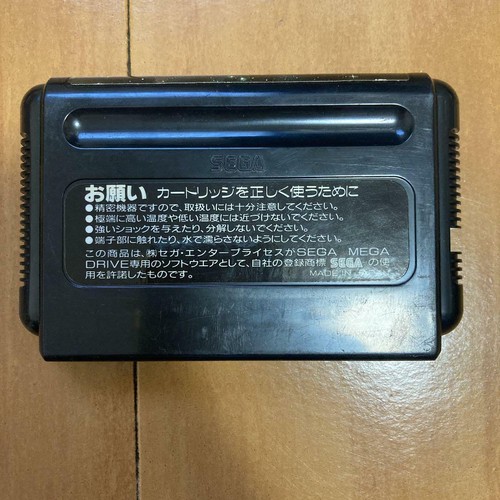 SEGA
お願い カートリッジを正しく使うために
●精密機器ですので、取扱いには十分注意してください。
●極端に高い温度や低い温度には近づけないでください。
●強いショックを与えたり、分解しないでください。
●端子部に触れたり、水で濡らさないようにしてください。
この商品は、㈱セガ・エンタープライゼスがSEGA MEGA
DRIVE専用のソフトウエアとして、自社の登録商標 SEGA の使
用を許諾したものです。
MADE IN